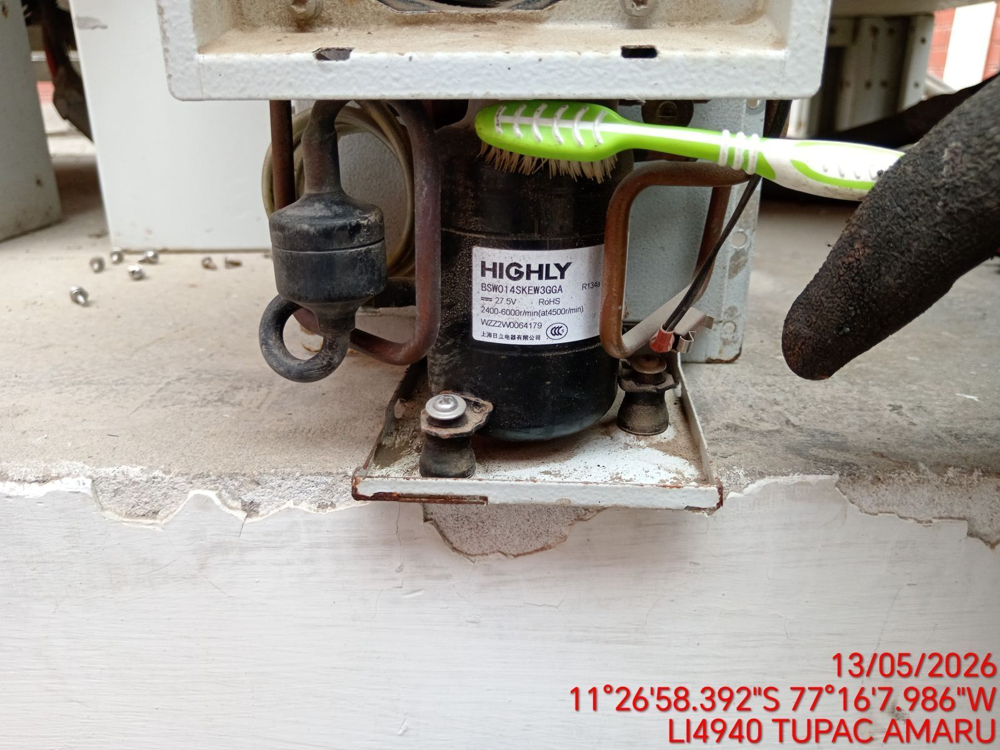 HIGHLY
BSW014SKEW3GGA R134a
27.5V RoHS
2400-6000r/min(at4500r/min)
WZZ2W0064179
CCC S
上海日立电器有限公司
13/05/2026
11°26'58.392"S 77°16'7.986"W
LI4940 TUPAC AMARU